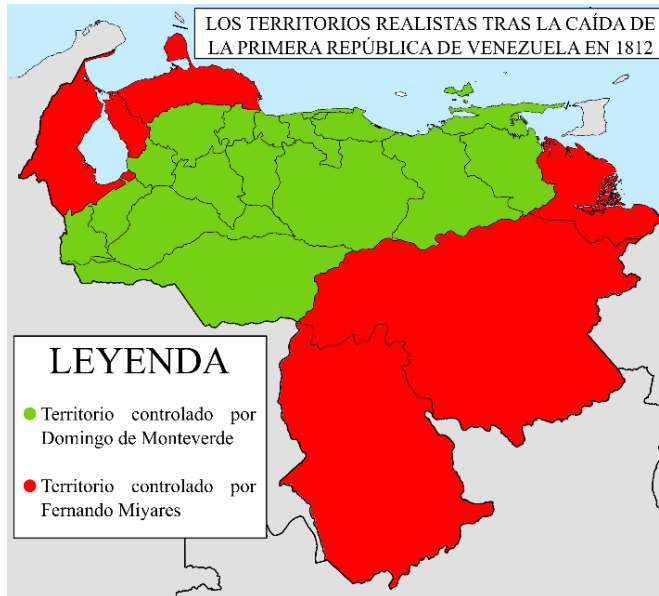 LOS TERRITORIOS REALISTAS TRAS LA CAÍDA DE
LA PRIMERA REPÚBLICA DE VENEZUELA EN 1812
LEYENDA
Territorio controlado por
Domingo de Monteverde
Territorio controlado por
Fernando Miyares